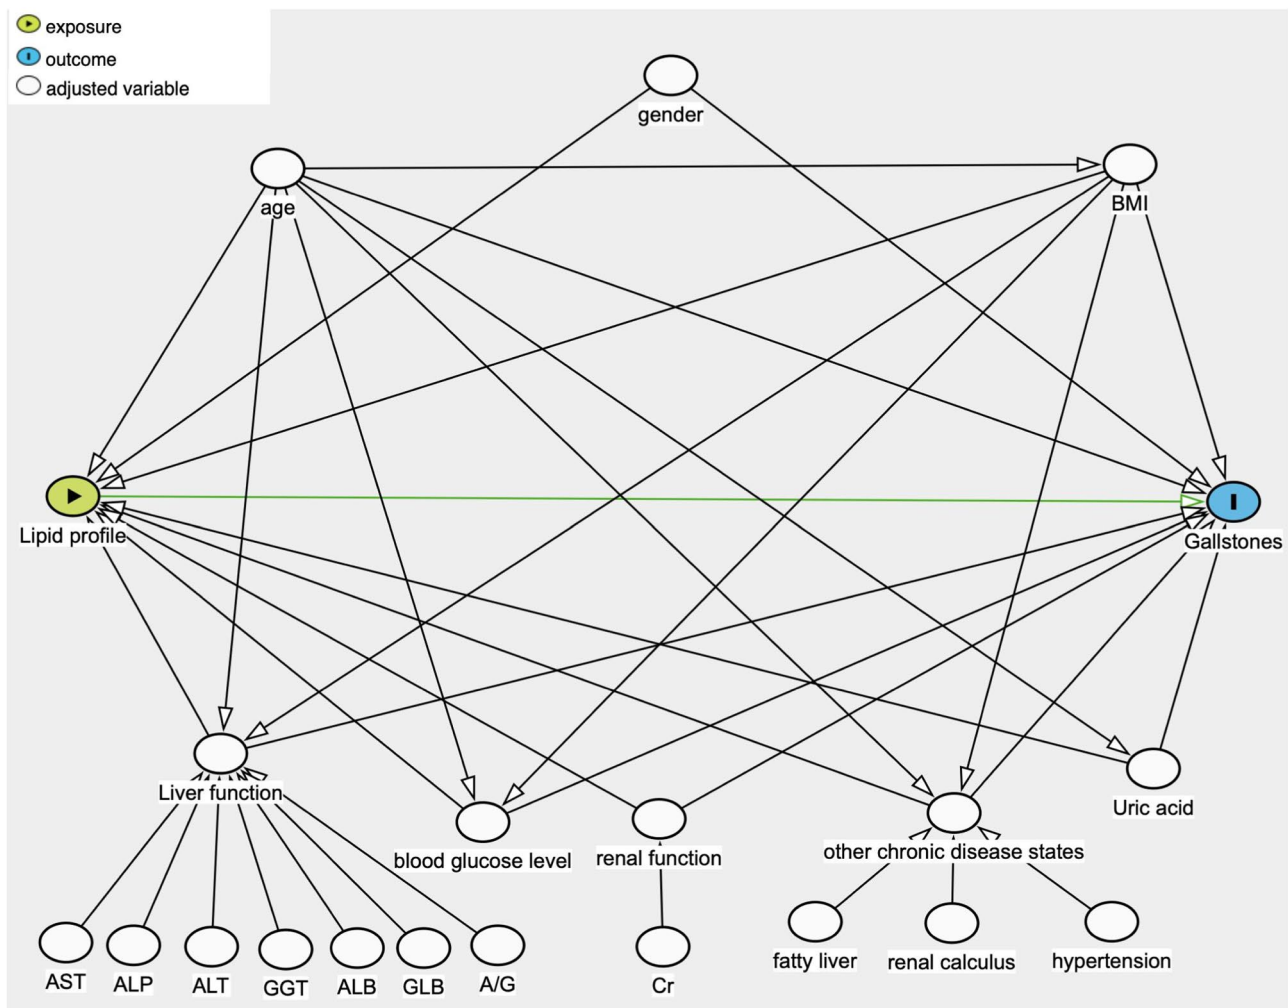 exposure
outcome
adjusted variable
gender
age
BMI
Lipid profile
Gallstones
Liver function
blood glucose level
renal function
other chronic disease states
Uric acid
AST
ALP
ALT
GGT
ALB
GLB
A/G
Cr
fatty liver
renal calculus
hypertension